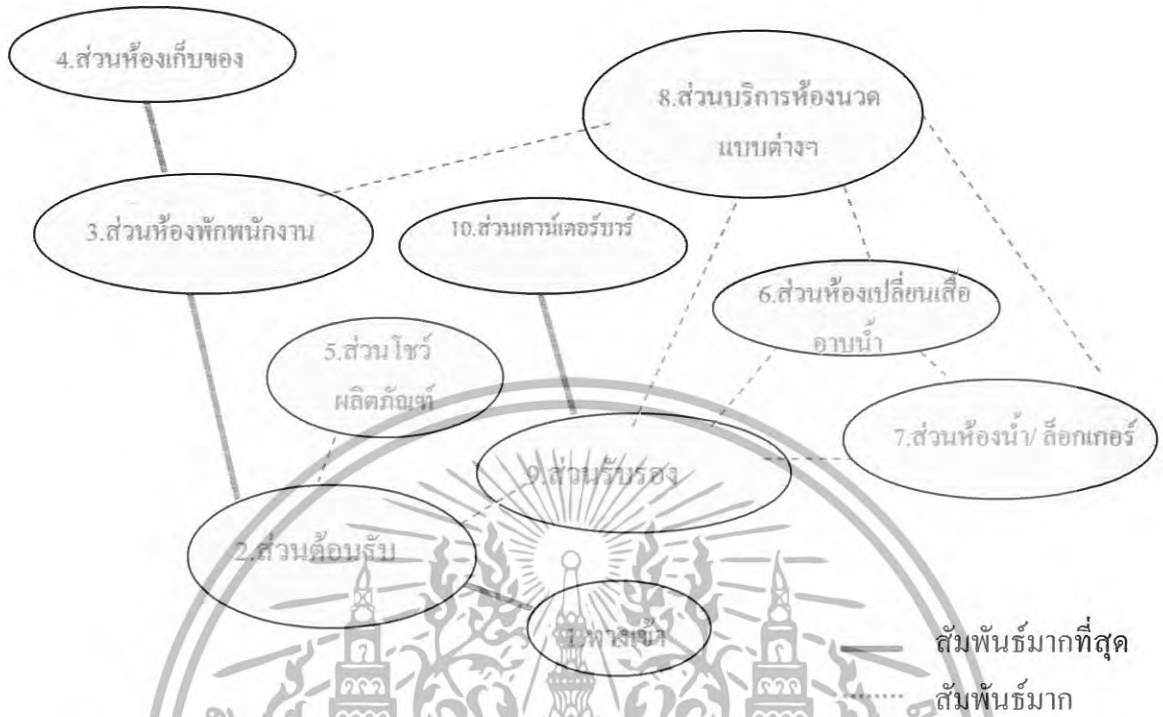 4.ส่วนห้องเก็บของ
8.ส่วนบริการห้องนวด
แบบต่างๆ
3.ส่วนห้องพักพนักงาน
10.ส่วนเคาน์เตอร์บาร์
6.ส่วนห้องเปลี่ยนเสื้อ
อาบน้ำ
5.ส่วนโชว์
ผลิตภัณฑ์
7.ส่วนห้องน้ำ/ ล็อกเกอร์
9.ส่วนรับรอง
2.ส่วนต้อนรับ
1.ทางเข้า
สัมพันธ์มากที่สุด
สัมพันธ์มาก